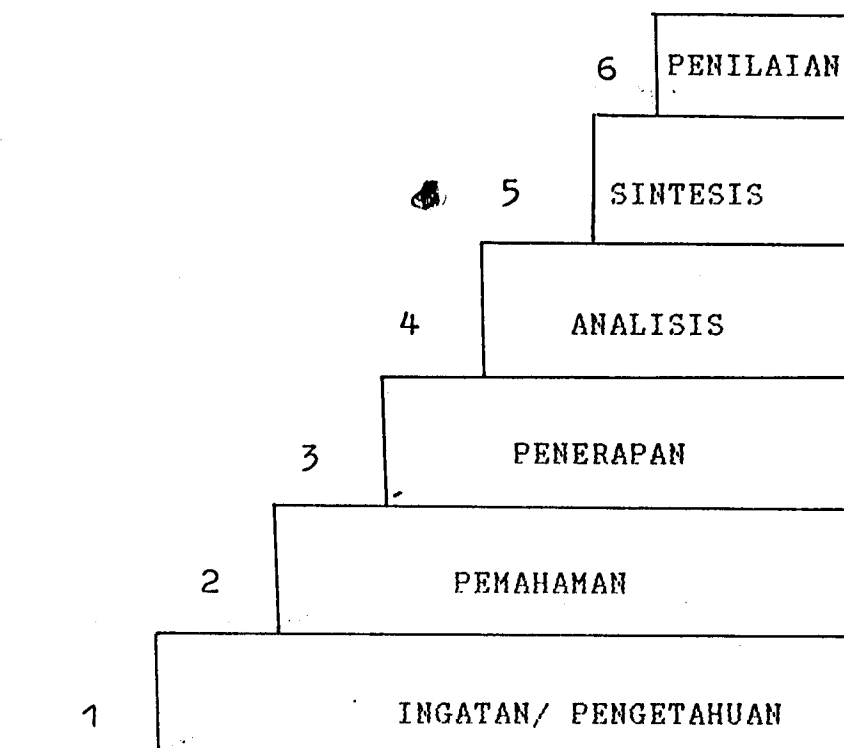 6 PENILAIAN
5 SINTESIS
4 ANALISIS
3 PENERAPAN
2 PEMAHAMAN
1 INGATAN/ PENGETAHUAN